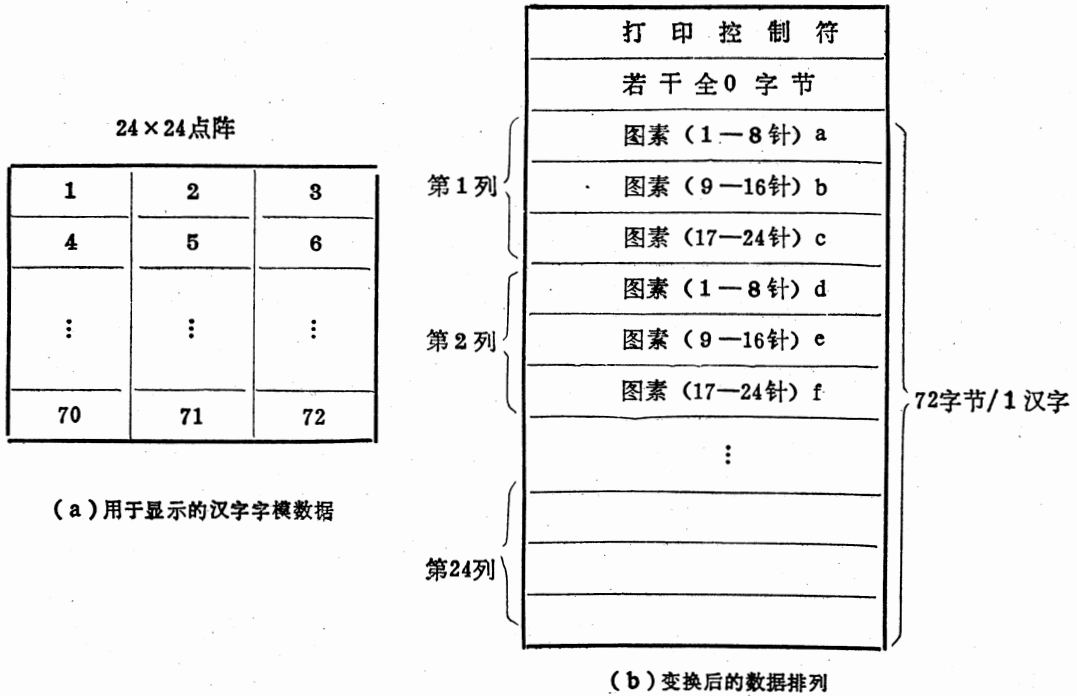 24×24点阵
1 2 3
4 5 6
⋮ ⋮ ⋮
70 71 72
(a)用于显示的汉字字模数据
打印控制符
若干全0字节
第1列
图素(1—8针)a
图素(9—16针)b
图素(17—24针)c
第2列
图素(1—8针)d
图素(9—16针)e
图素(17—24针)f
⋮
第24列
72字节/1汉字
(b)变换后的数据排列